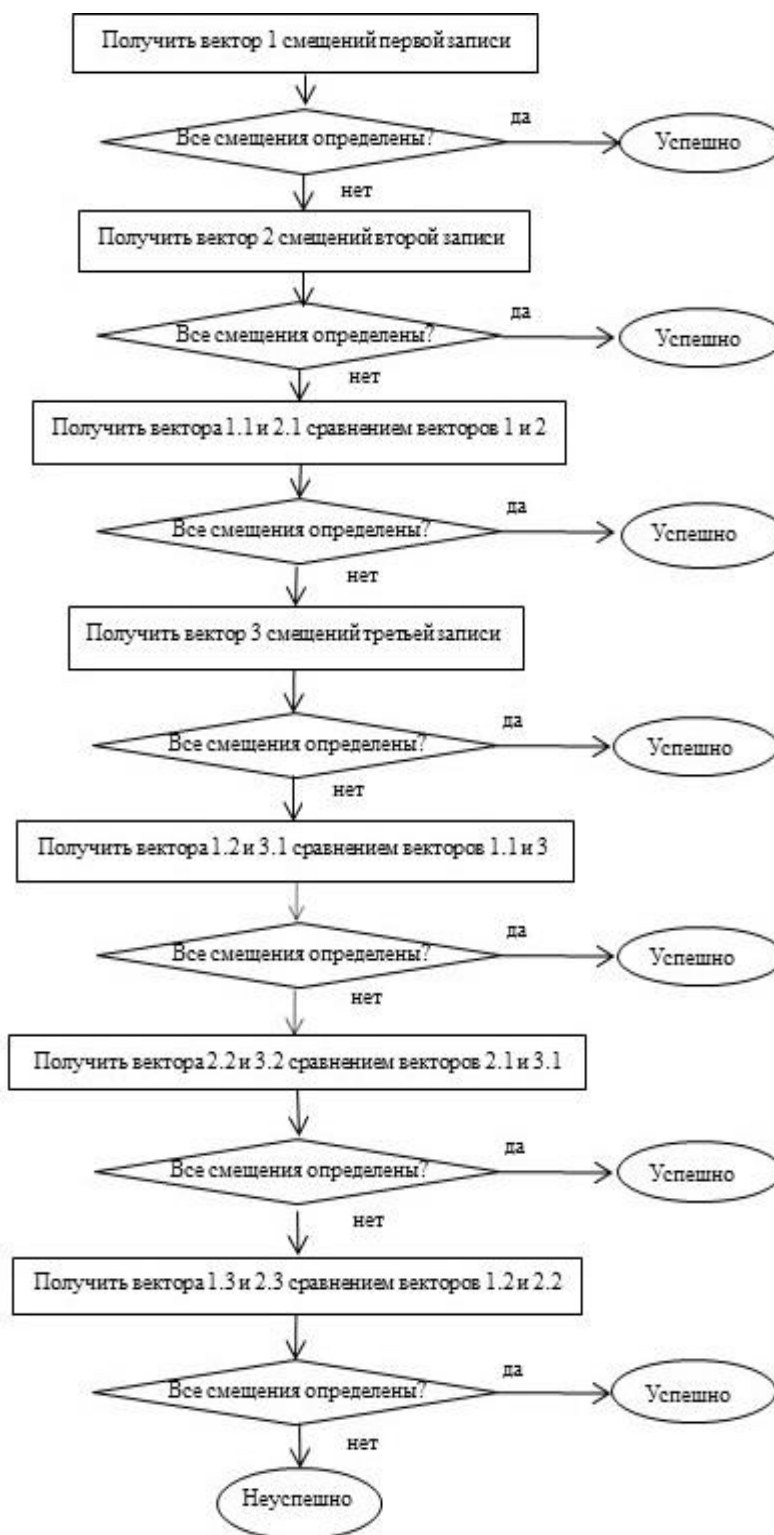 Получить вектор 1 смещений первой записи
Все смещения определены?
да
Успешно
нет
Получить вектор 2 смещений второй записи
Все смещения определены?
да
Успешно
нет
Получить вектора 1.1 и 2.1 сравнением векторов 1 и 2
Все смещения определены?
да
Успешно
нет
Получить вектор 3 смещений третьей записи
Все смещения определены?
да
Успешно
нет
Получить вектора 1.2 и 3.1 сравнением векторов 1.1 и 3
Все смещения определены?
да
Успешно
нет
Получить вектора 2.2 и 3.2 сравнением векторов 2.1 и 3.1
Все смещения определены?
да
Успешно
нет
Получить вектора 1.3 и 2.3 сравнением векторов 1.2 и 2.2
Все смещения определены?
да
Успешно
нет
Неуспешно